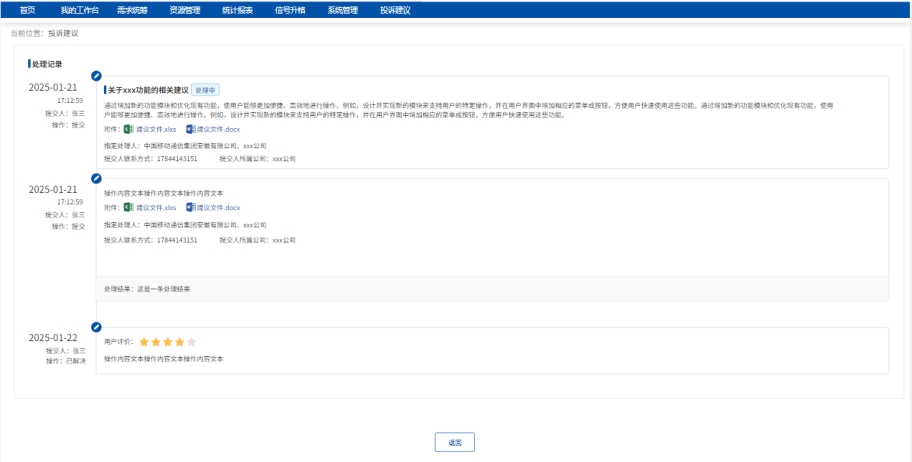 首页 我的工作台 需求统筹 资源管理 统计报表 信号升格 系统管理 投诉建议
当前位置：投诉建议
处理记录
2025-01-21
17:12:59
提交人：张三
操作：提交
关于xxx功能的相关建议 处理中
通过增加新的功能模块和优化现有功能，使用户能够更加便捷、高效地进行操作。例如，设计并实现新的模块来支持用户的特定操作，并在用户界面中增加相应的菜单或按钮，方便用户快速使用这些功能。通过增加新的功能模块和优化现有功能，使用
户能够更加便捷、高效地进行操作。例如，设计并实现新的模块来支持用户的特定操作，并在用户界面中增加相应的菜单或按钮，方便用户快速使用这些功能。
附件： 建议文件.xlxs 建议文件.docx
指定处理人：中国移动通信集团安徽有限公司、xxx公司
提交人联系方式：17844143151 提交人所属公司：xxx公司
2025-01-21
17:12:59
提交人：张三
操作：提交
操作内容文本操作内容文本操作内容文本
附件： 建议文件.xlxs 建议文件.docx
指定处理人：中国移动通信集团安徽有限公司、xxx公司
提交人联系方式：17844143151 提交人所属公司：xxx公司
处理结果：这是一条处理结果
2025-01-22
提交人：张三
操作：已解决
用户评价：
操作内容文本操作内容文本操作内容文本
返回